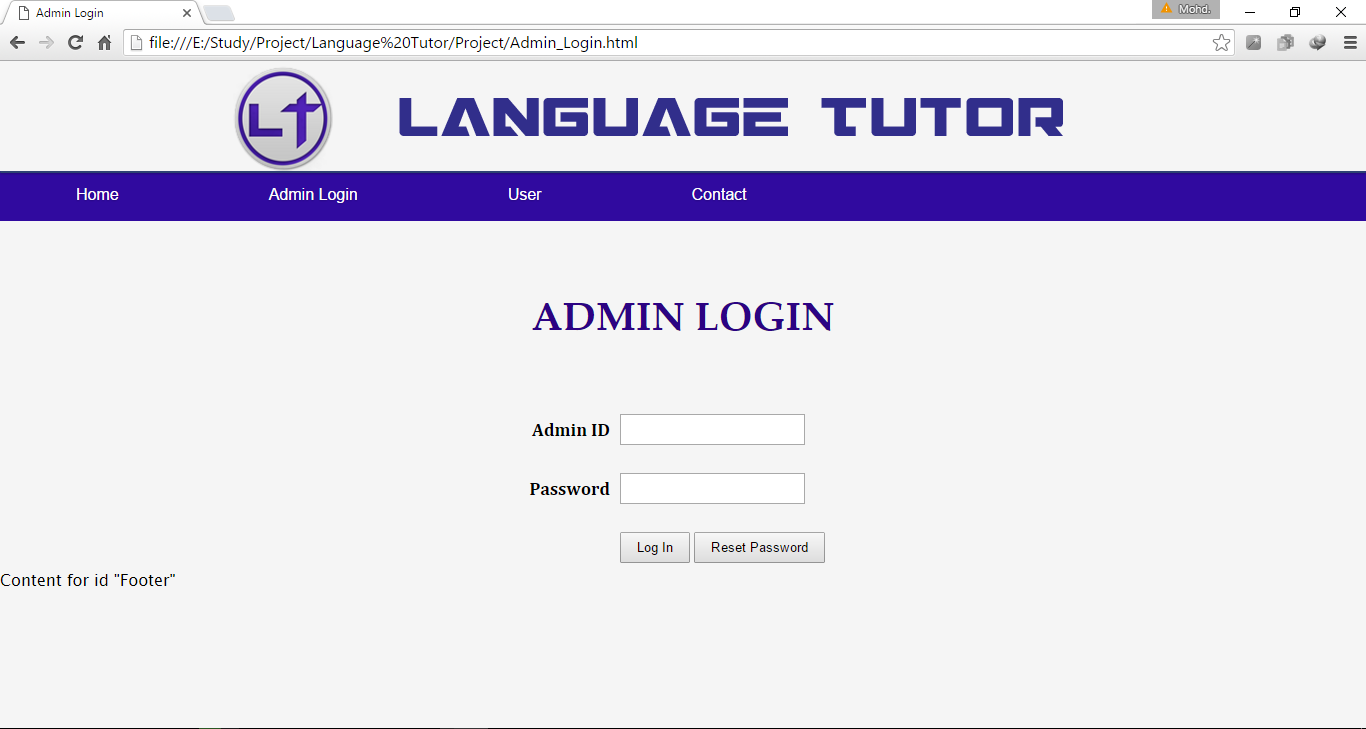 Admin Login
Mohd.
file:///E:/Study/Project/Language%20Tutor/Project/Admin_Login.html
LT LANGUAGE TUTOR
Home Admin Login User Contact
ADMIN LOGIN
Admin ID
Password
Log In Reset Password
Content for id "Footer"